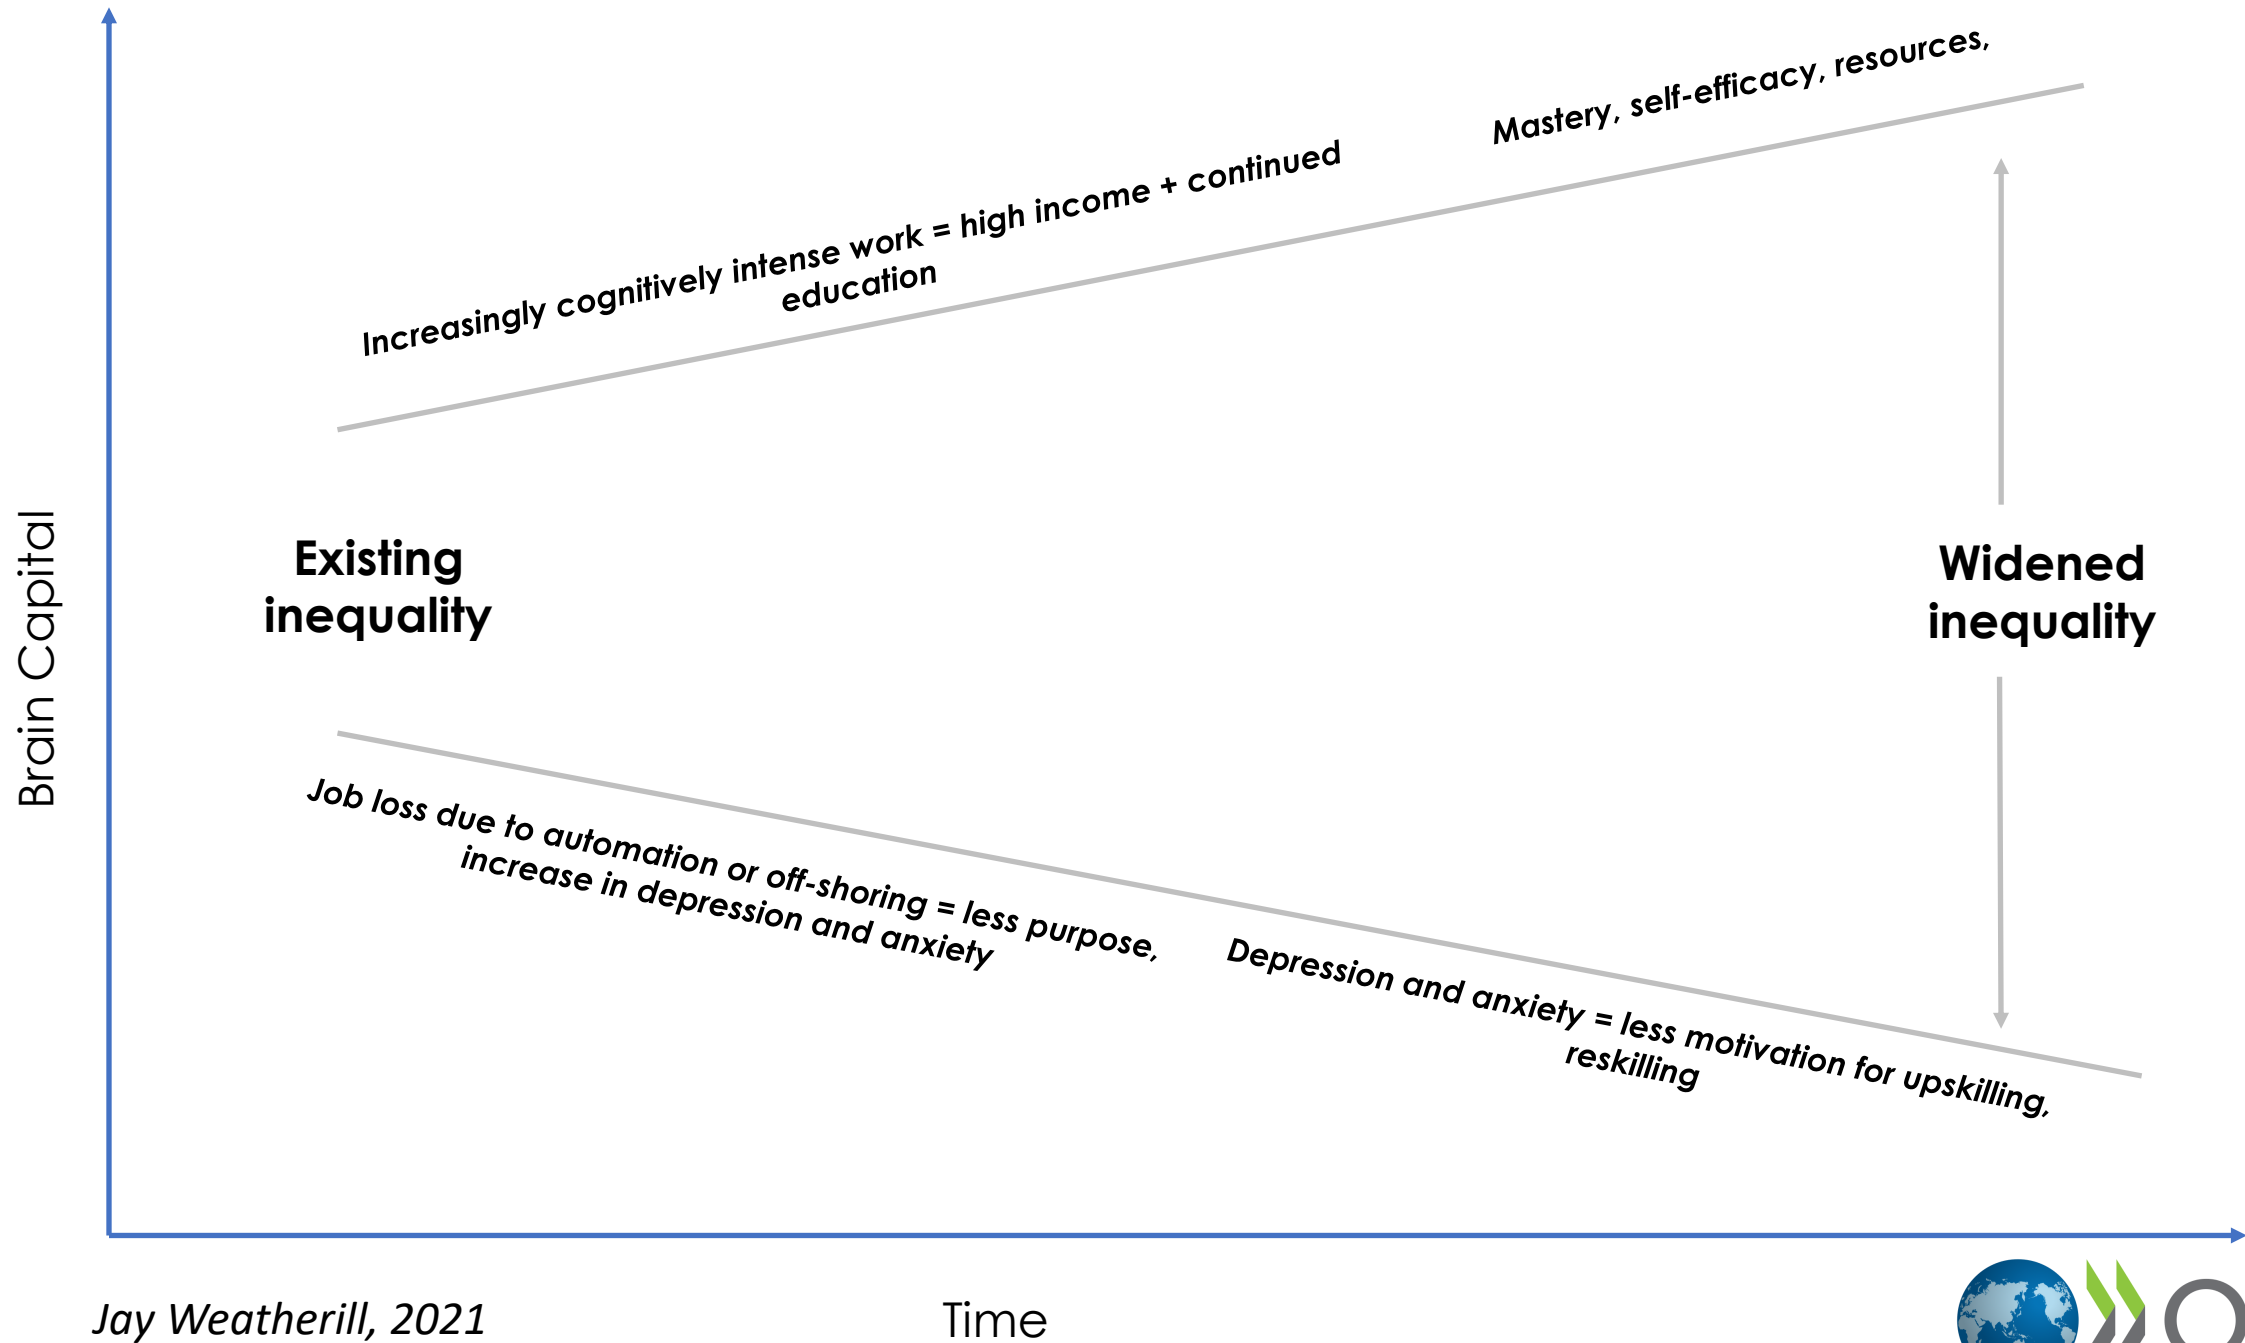 Mastery, self-efficacy, resources,
Increasingly cognitively intense work = high income + continued
education
Existing
inequality
Widened
inequality
Brain Capital
Job loss due to automation or off-shoring = less purpose,
increase in depression and anxiety
Depression and anxiety = less motivation for upskilling,
reskilling
Jay Weatherill, 2021
Time
O